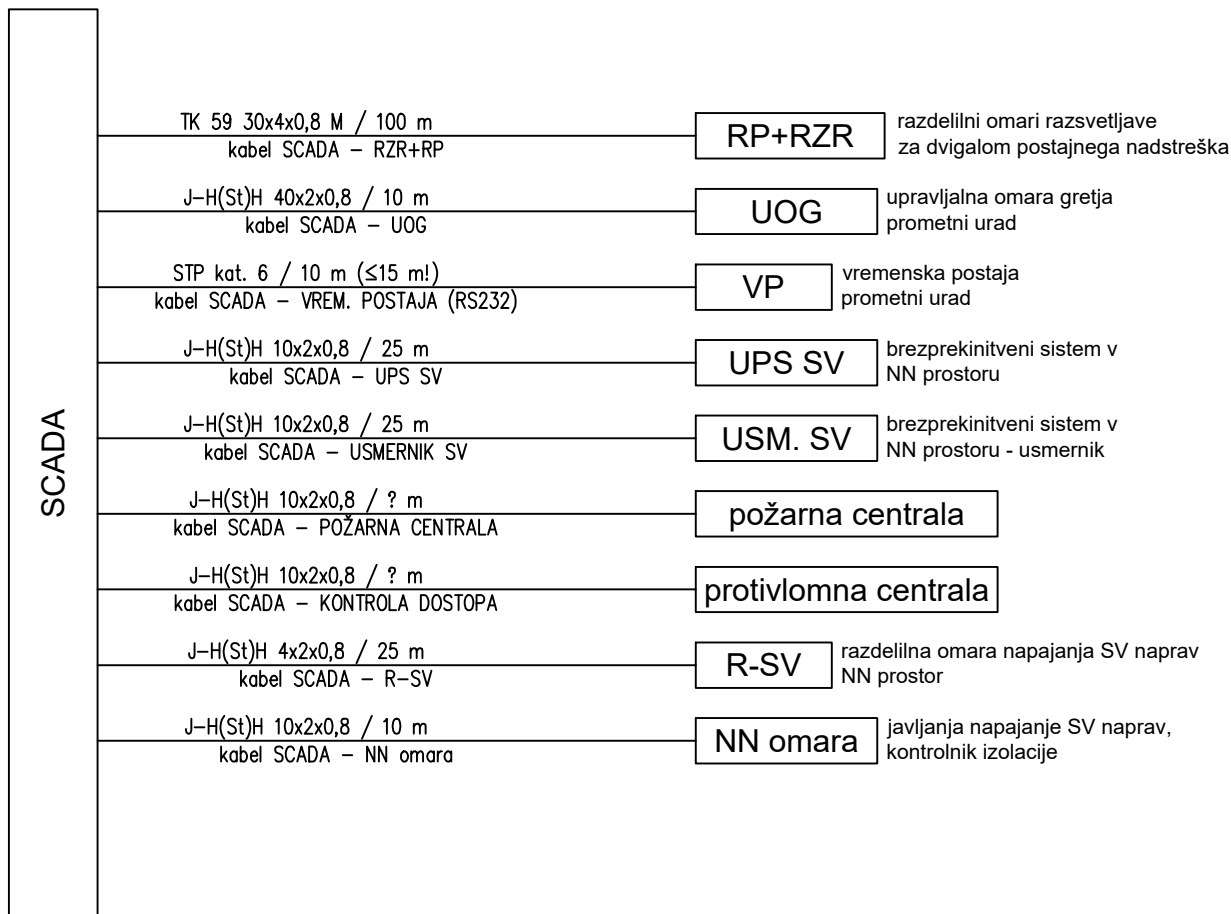 SCADA
TK 59 30x4x0,8 M / 100 m
kabel SCADA – RZR+RP
RP+RZR
razdelilni omari razsvetljave
za dvigalom postajnega nadstreška
J–H(St)H 40x2x0,8 / 10 m
kabel SCADA – UOG
UOG
upravljalna omara gretja
prometni urad
STP kat. 6 / 10 m (≤15 m!)
kabel SCADA – VREM. POSTAJA (RS232)
VP
vremenska postaja
prometni urad
J–H(St)H 10x2x0,8 / 25 m
kabel SCADA – UPS SV
UPS SV
brezprekinitveni sistem v
NN prostoru
J–H(St)H 10x2x0,8 / 25 m
kabel SCADA – USMERNIK SV
USM. SV
brezprekinitveni sistem v
NN prostoru - usmernik
J–H(St)H 10x2x0,8 / ? m
kabel SCADA – POŽARNA CENTRALA
požarna centrala
J–H(St)H 10x2x0,8 / ? m
kabel SCADA – KONTROLA DOSTOPA
protivlomna centrala
J–H(St)H 4x2x0,8 / 25 m
kabel SCADA – R–SV
R-SV
razdelilna omara napajanja SV naprav
NN prostor
J–H(St)H 10x2x0,8 / 10 m
kabel SCADA – NN omara
NN omara
javljanja napajanje SV naprav,
kontrolnik izolacije